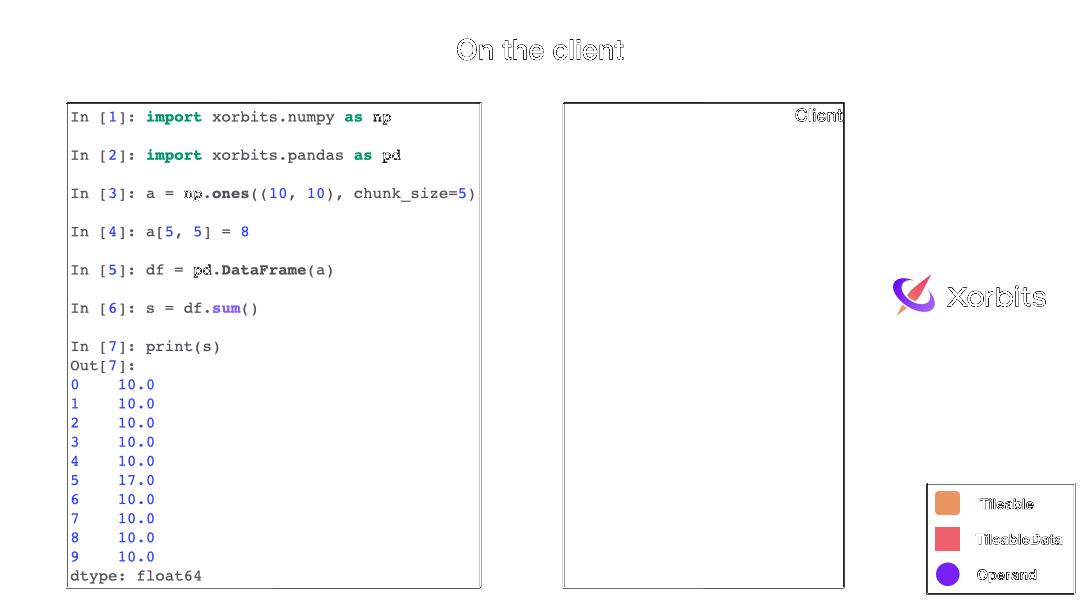 On the client
In [1]: import xorbits.numpy as np
In [2]: import xorbits.pandas as pd
In [3]: a = np.ones((10, 10), chunk_size=5)
In [4]: a[5, 5] = 8
In [5]: df = pd.DataFrame(a)
In [6]: s = df.sum()
In [7]: print(s)
Out[7]:
0    10.0
1    10.0
2    10.0
3    10.0
4    10.0
5    17.0
6    10.0
7    10.0
8    10.0
9    10.0
dtype: float64
Client
Xorbits
Tileable
TileableData
Operand